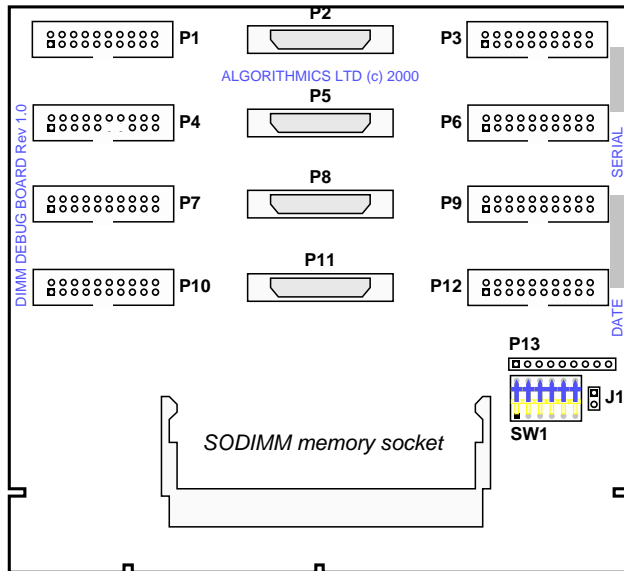 P1
P2
P3
ALGORITHMICS LTD (c) 2000
P4
P5
P6
DIMM DEBUG BOARD Rev 1.0
SERIAL
P7
P8
P9
P10
P11
P12
DATE
P13
J1
SW1
SODIMM memory socket